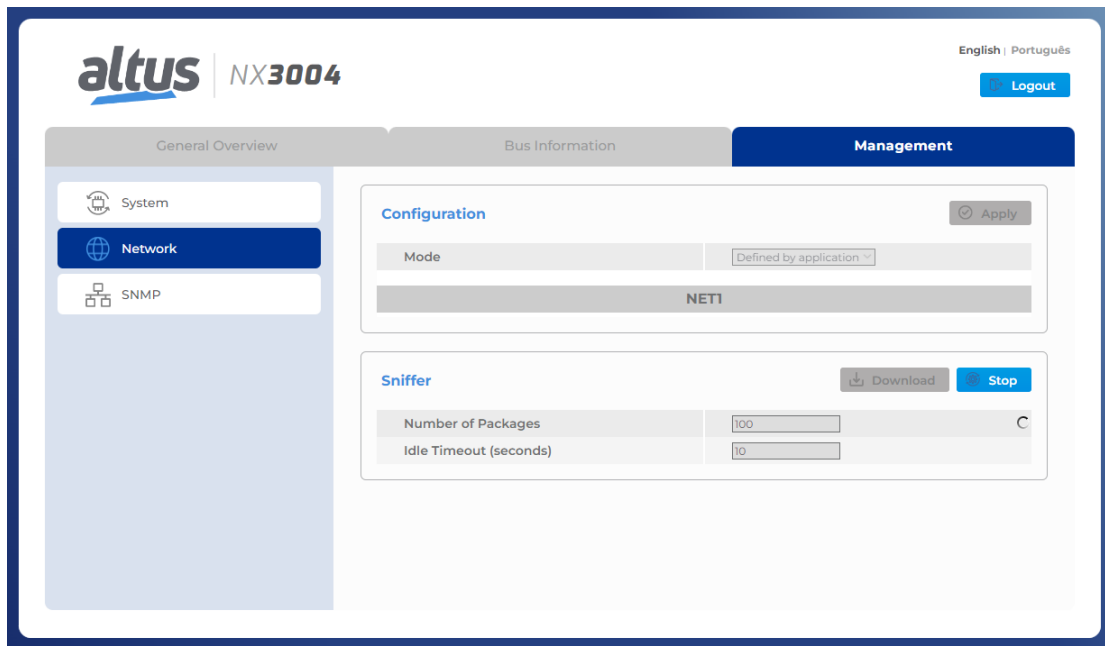 English | Português
altus | NX3004
Logout
General Overview
Bus Information
Management
System
Network
SNMP
Configuration
Apply
Mode
Defined by application
NET1
Sniffer
Download
Stop
Number of Packages
100
Idle Timeout (seconds)
10